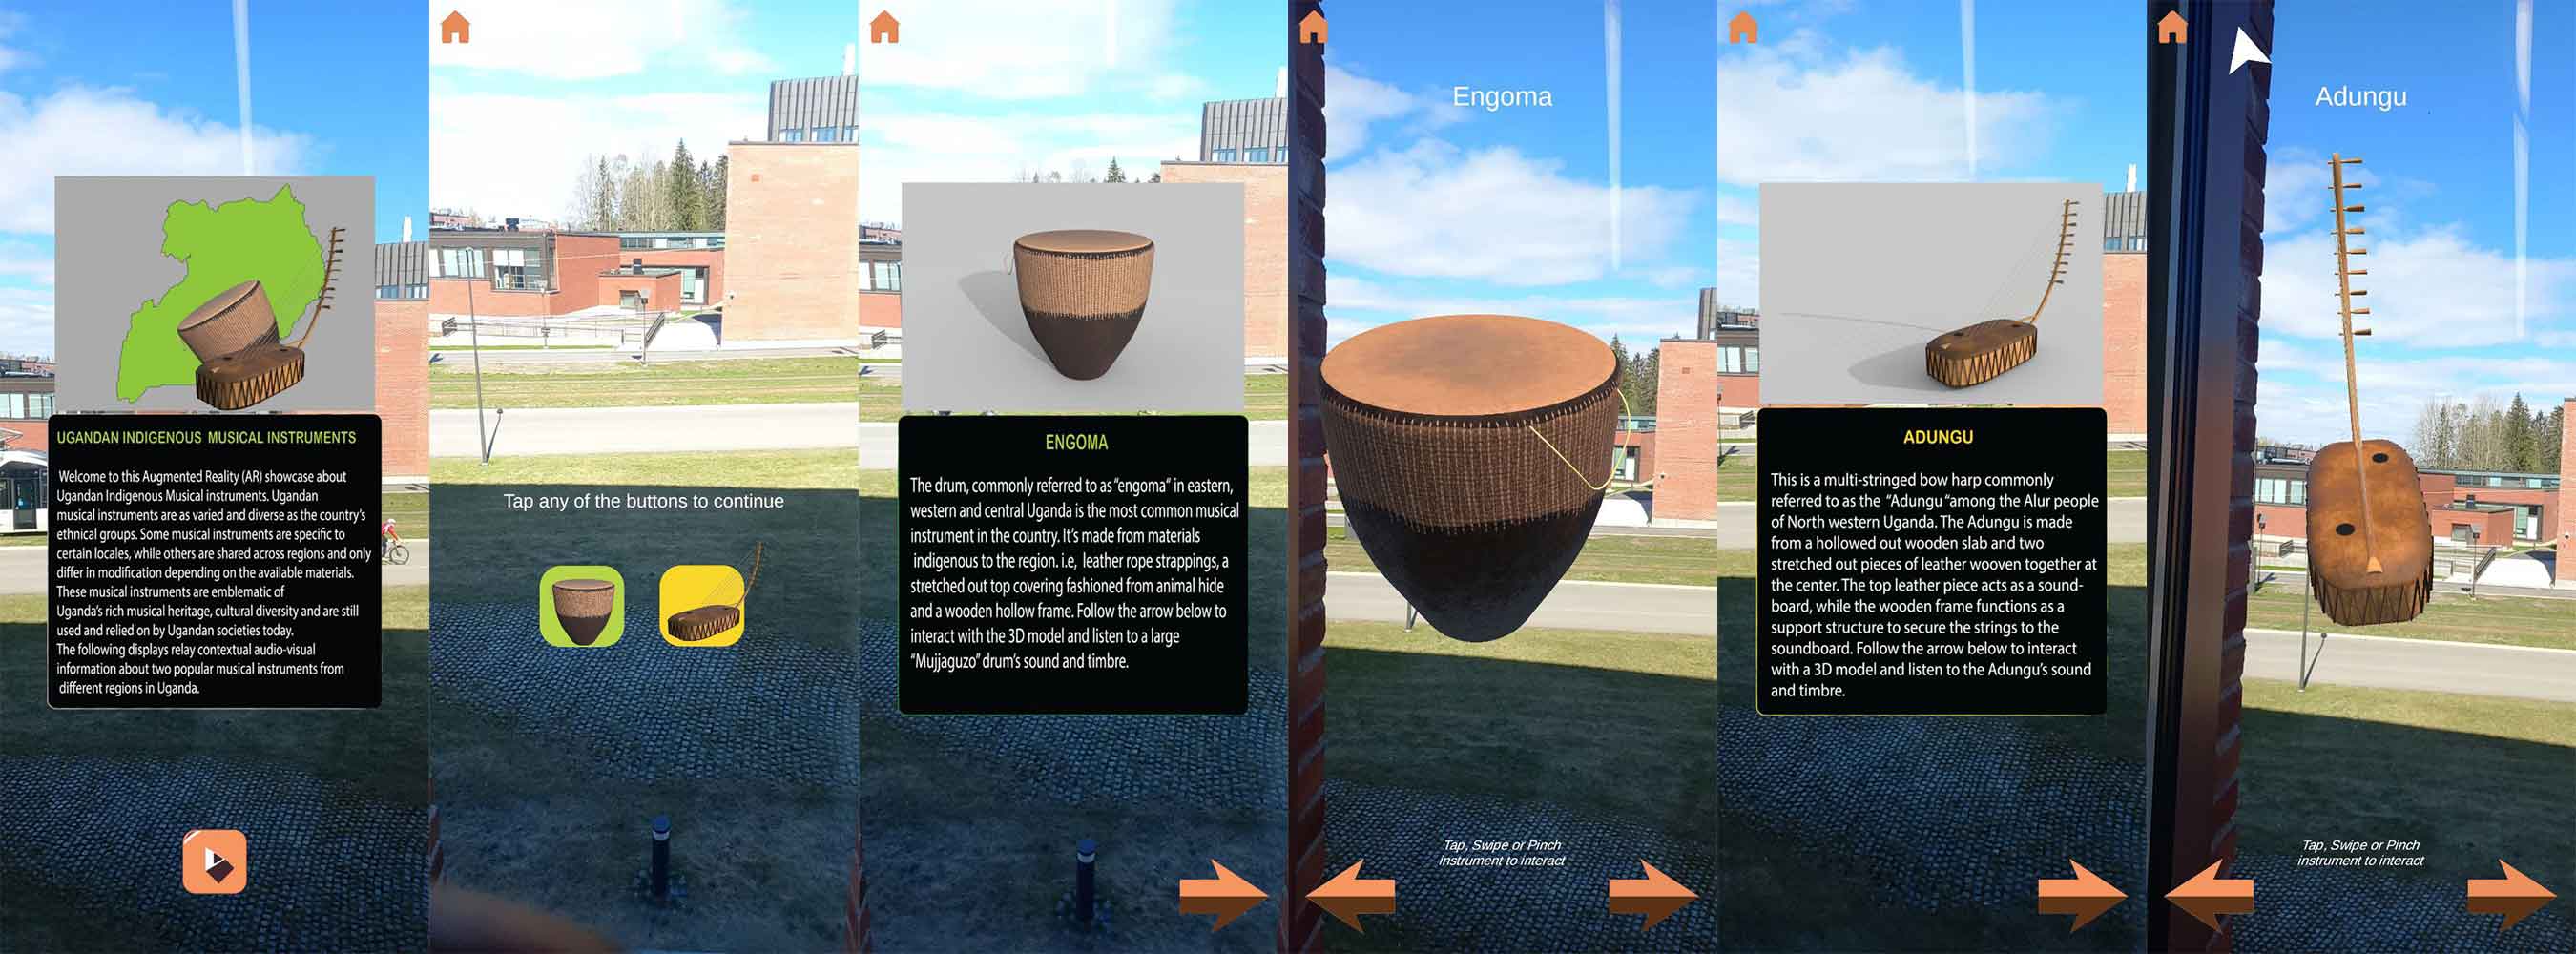 UGANDAN INDIGENOUS MUSICAL INSTRUMENTS
Welcome to this Augmented Reality (AR) showcase about
Ugandan Indigenous Musical instruments. Ugandan
musical instruments are as varied and diverse as the country's
ethnical groups. Some musical instruments are specific to
certain locales, while others are shared across regions and only
differ in modification depending on the available materials.
These musical instruments are emblematic of
Uganda's rich musical heritage, cultural diversity and are still
used and relied on by Ugandan societies today.
The following displays relay contextual audio-visual
information about two popular musical instruments from
different regions in Uganda.
Tap any of the buttons to continue
ENGOMA
The drum, commonly referred to as "engoma" in eastern,
western and central Uganda is the most common musical
instrument in the country. It's made from materials
indigenous to the region. i.e, leather rope strappings, a
stretched out top covering fashioned from animal hide
and a wooden hollow frame. Follow the arrow below to
interact with the 3D model and listen to a large
"Mujjaguzo" drum's sound and timbre.
Engoma
Tap, Swipe or Pinch
instrument to interact
ADUNGU
This is a multi-stringed bow harp commonly
referred to as the "Adungu "among the Alur people
of North western Uganda. The Adungu is made
from a hollowed out wooden slab and two
stretched out pieces of leather wooven together at
the center. The top leather piece acts as a sound-
board, while the wooden frame functions as a
support structure to secure the strings to the
soundboard. Follow the arrow below to interact
with a 3D model and listen to the Adungu's sound
and timbre.
Adungu
Tap, Swipe or Pinch
instrument to interact